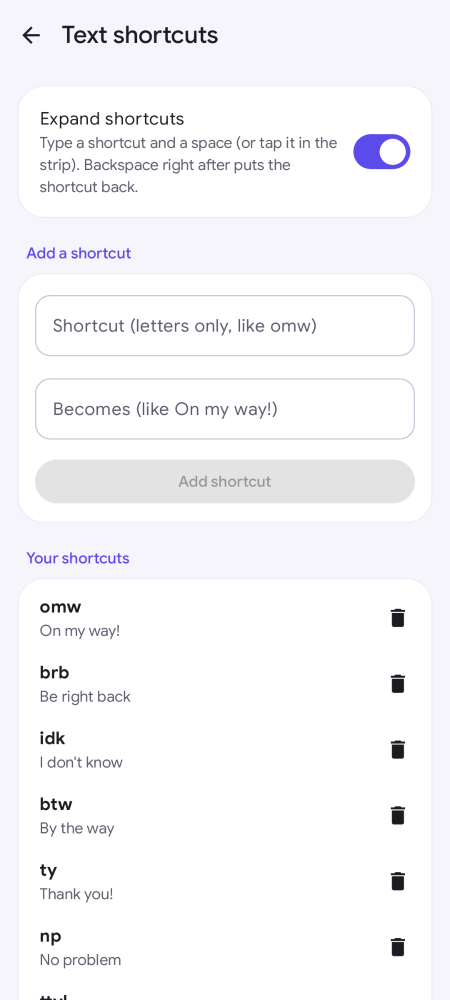 Text shortcuts
Expand shortcuts
Type a shortcut and a space (or tap it in the
strip). Backspace right after puts the
shortcut back.
Add a shortcut
Shortcut (letters only, like omw)
Becomes (like On my way!)
Add shortcut
Your shortcuts
omw
On my way!
brb
Be right back
idk
I don't know
btw
By the way
ty
Thank you!
np
No problem